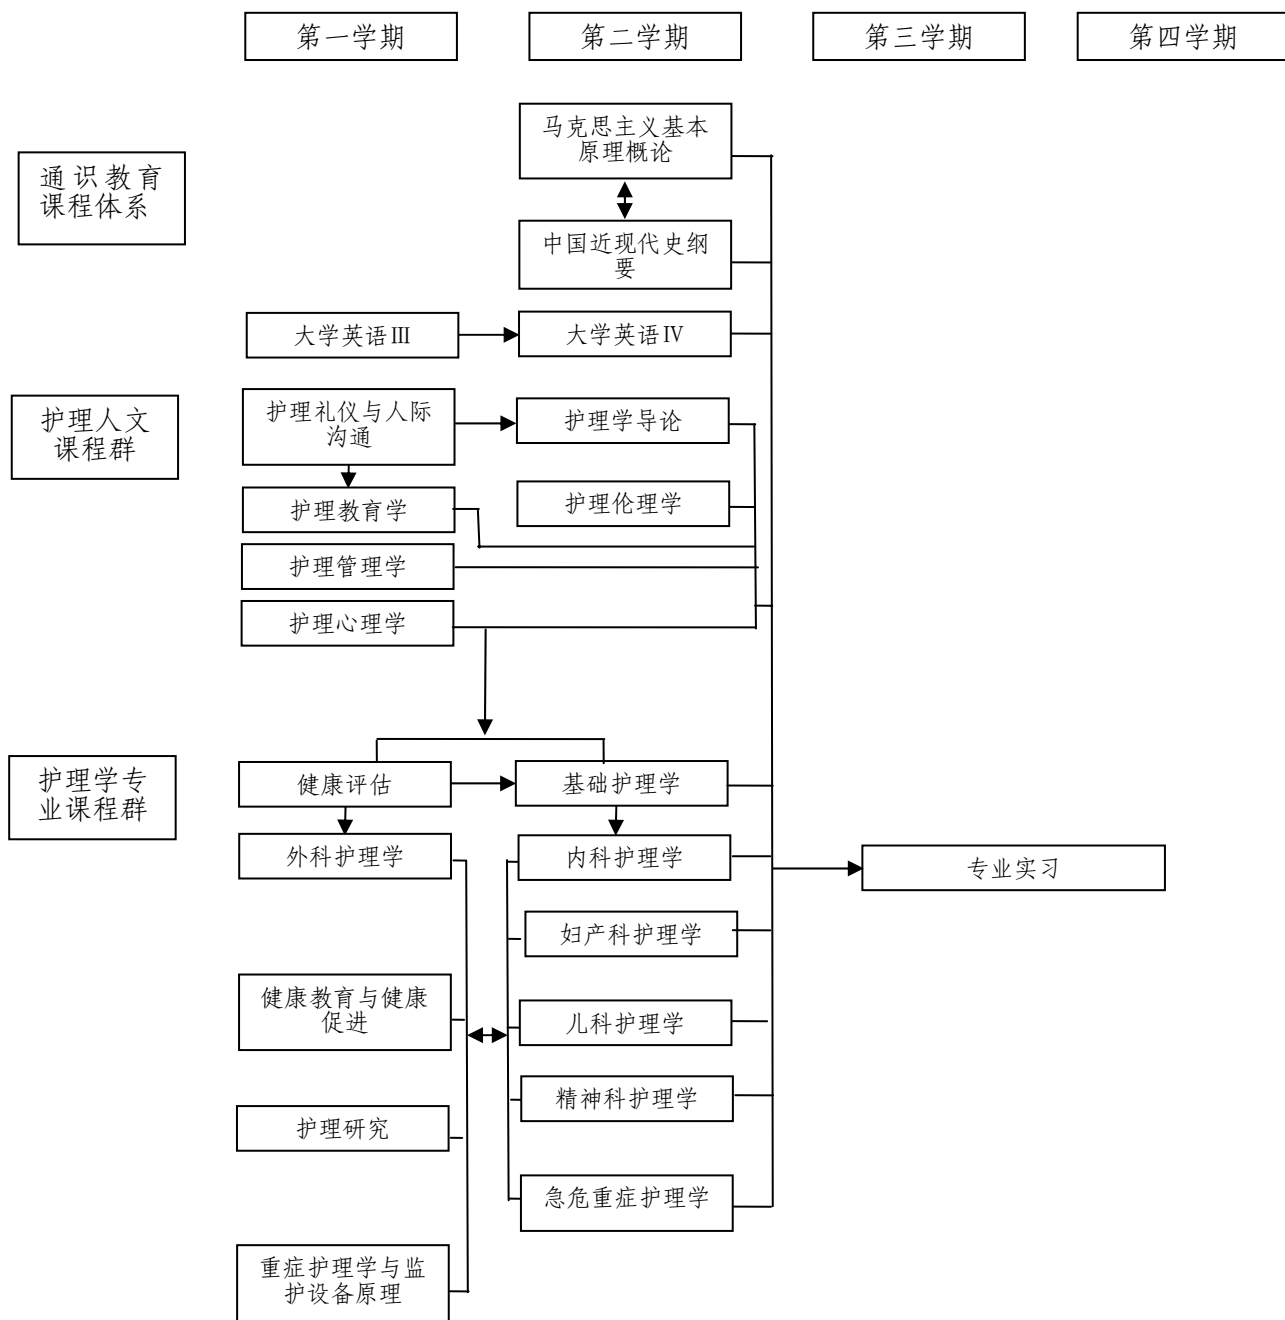 第一学期
第二学期
第三学期
第四学期
马克思主义基本
原理概论
通识教育
课程体系
中国近现代史纲
要
大学英语Ⅲ
大学英语Ⅳ
护理人文
课程群
护理礼仪与人际
沟通
护理学导论
护理教育学
护理伦理学
护理管理学
护理心理学
护理学专
业课程群
健康评估
基础护理学
外科护理学
内科护理学
专业实习
妇产科护理学
健康教育与健康
促进
儿科护理学
精神科护理学
护理研究
急危重症护理学
重症护理学与监
护设备原理